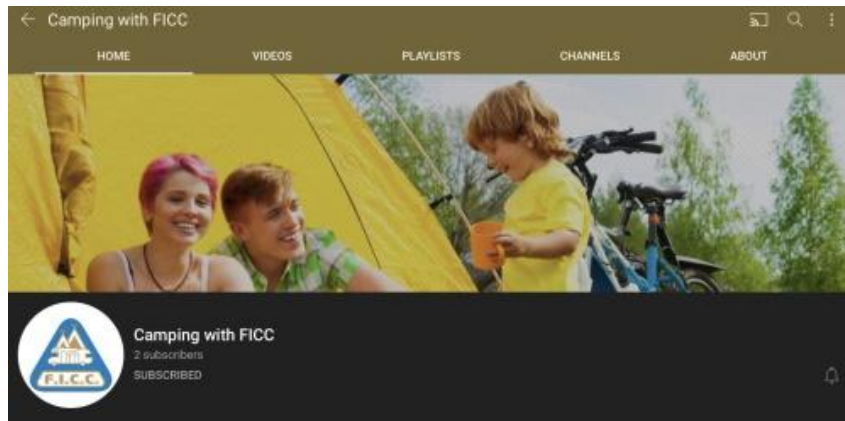 Camping with FICC
HOME VIDEOS PLAYLISTS CHANNELS ABOUT
Camping with FICC
2 subscribers
SUBSCRIBED
F.I.C.C.